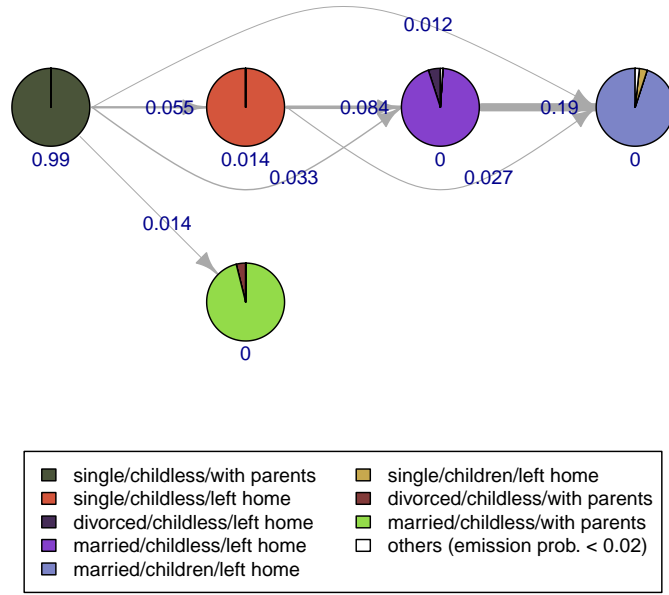 0.012
0.055
0.084
0.19
0.99
0.014
0
0
0.033
0.027
0.014
0
single/childless/with parents
single/childless/left home
divorced/childless/left home
married/childless/left home
married/children/left home
single/children/left home
divorced/childless/with parents
married/childless/with parents
others (emission prob. < 0.02)